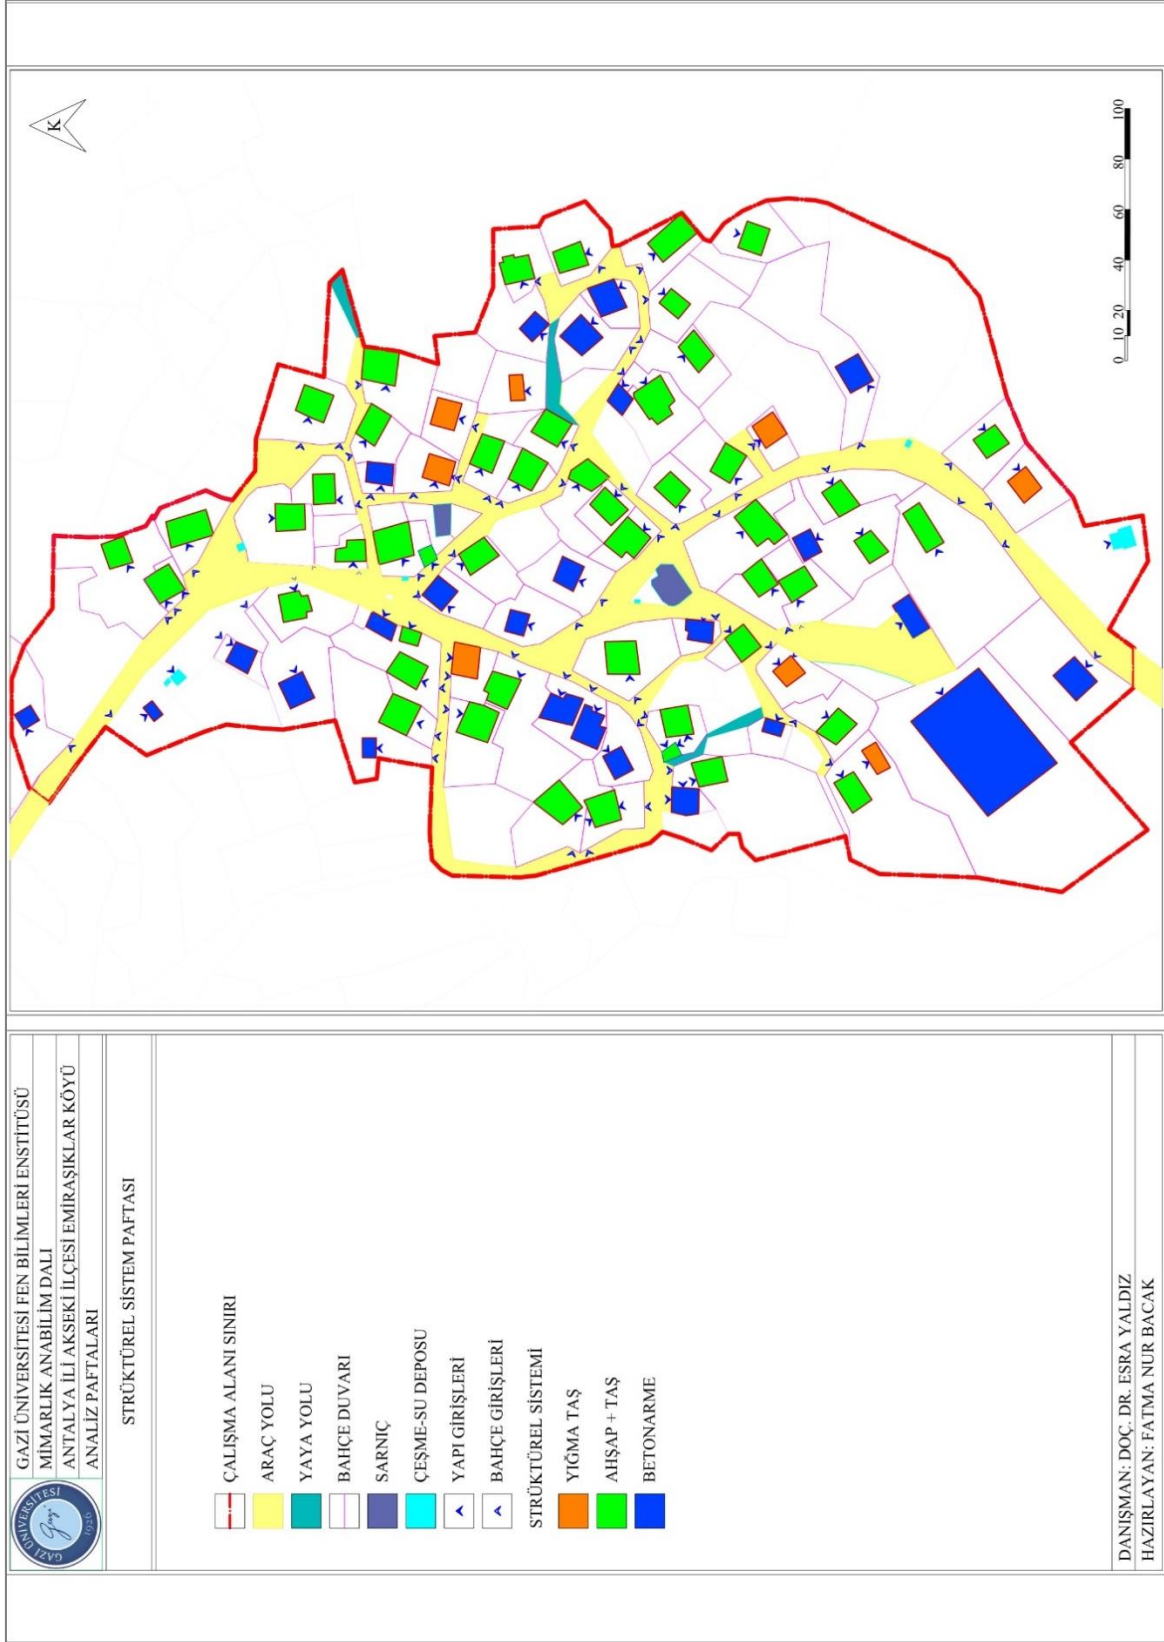 GAZİ ÜNİVERSİTESİ FEN BİLİMLERİ ENSTİTÜSÜ
MİMARLIK ANABİLİM DALI
ANTALYA İLİ AKSEKİ İLÇESİ EMİRAŞIKLAR KÖYÜ
ANALİZ PAFTALARI
GAZİ ÜNİVERSİTESİ
Gazi
1926
STRÜKTÜREL SİSTEM PAFTASI
ÇALIŞMA ALANI SINIRI
ARAÇ YOLU
YAYA YOLU
BAHÇE DUVARI
SARNIÇ
ÇEŞME-SU DEPOSU
YAPI GİRİŞLERİ
BAHÇE GİRİŞLERİ
STRÜKTÜREL SİSTEMİ
YIĞMA TAŞ
AHŞAP + TAŞ
BETONARME
DANIŞMAN: DOÇ. DR. ESRA YALDIZ
HAZIRLAYAN: FATMA NUR BACAK
K
0 10 20 40 60 80 100